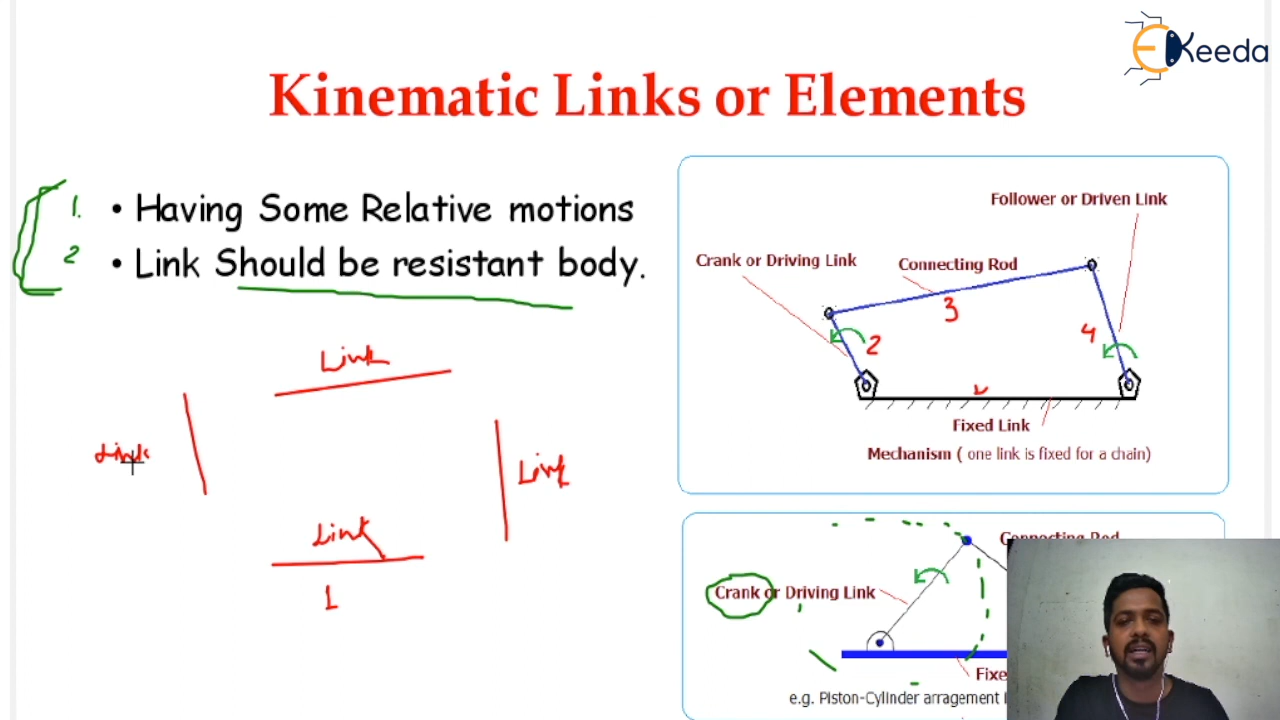 EKeeda
Kinematic Links or Elements
1. • Having Some Relative motions
2 • Link Should be resistant body.
Follower or Driven Link
Crank or Driving Link
Connecting Rod
3
2
4
Fixed Link
Mechanism ( one link is fixed for a chain)
Link
Link
Link
Link
1
Crank or Driving Link
e.g. Piston-Cylinder arragement